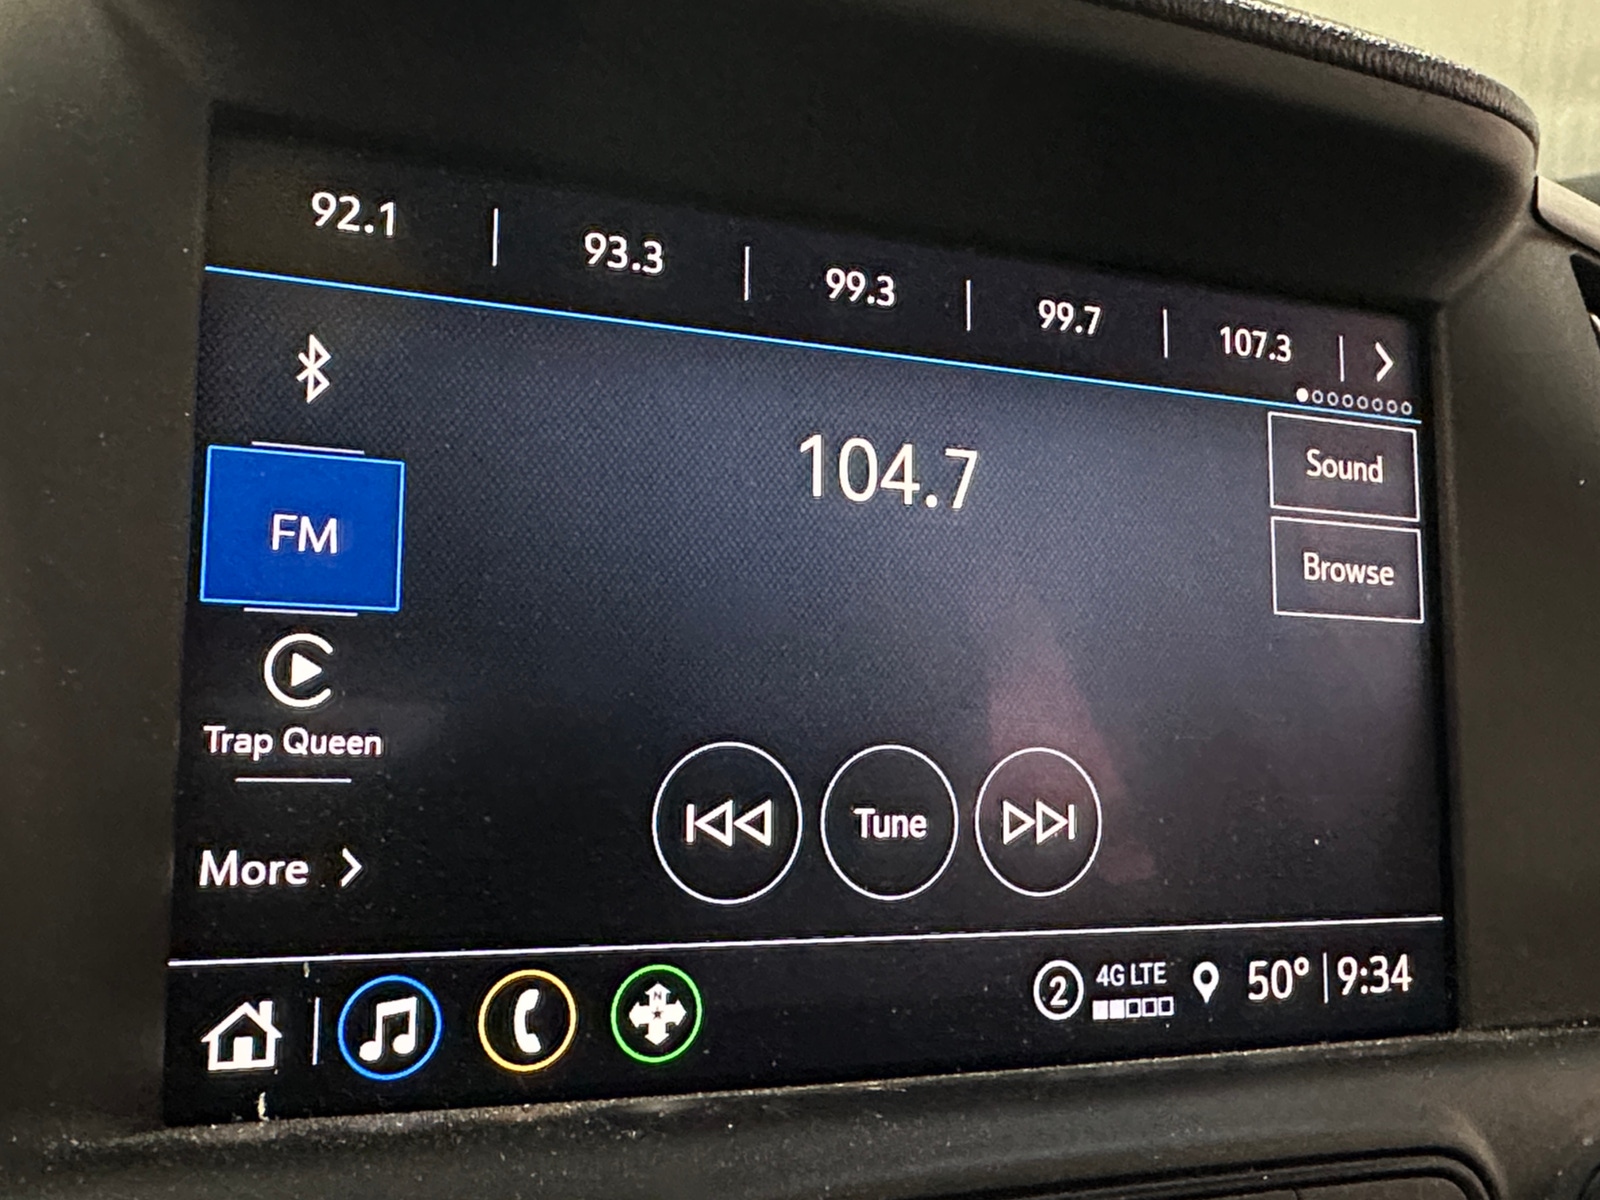 92.1 | 93.3 | 99.3 | 99.7 | 107.3 |
104.7
Sound
FM
Browse
Trap Queen
Tune
More
N
2 4G LTE 50° | 9:34